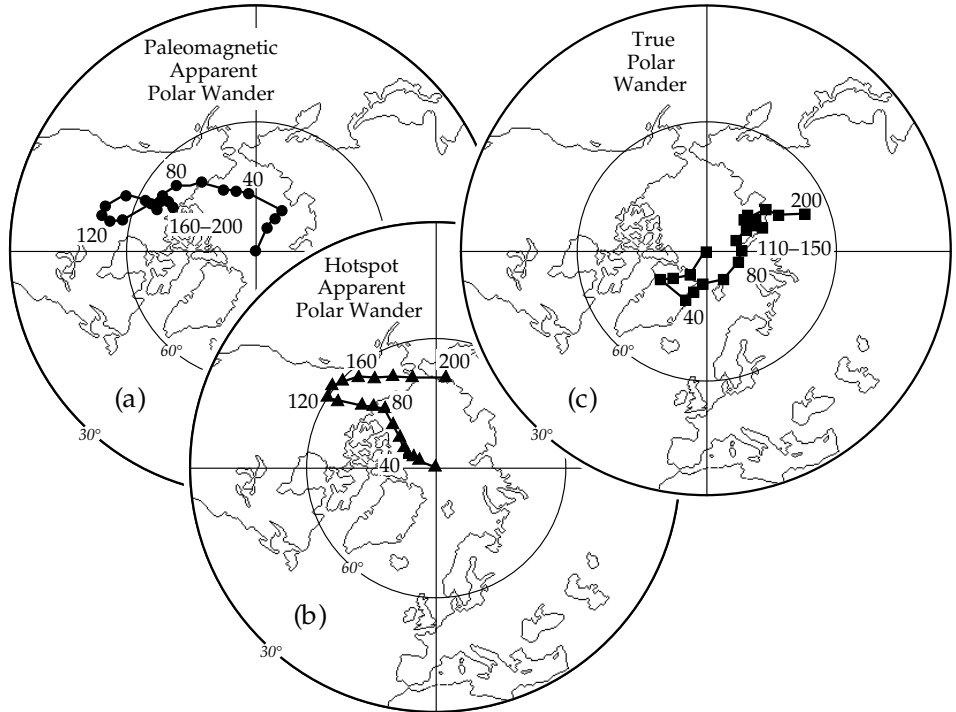 Paleomagnetic
Apparent
Polar Wander
80
40
120
160–200
60°
(a)
30°
Hotspot
Apparent
Polar Wander
160
200
120
80
40
60°
(b)
30°
True
Polar
Wander
200
110–150
80
40
60°
(c)
30°